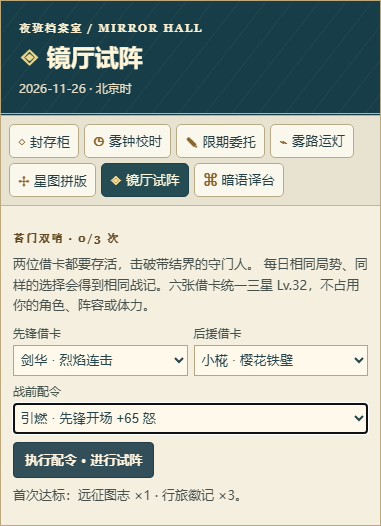 夜班档案室 / MIRROR HALL
镜厅试阵
2026-11-26 · 北京时
封存柜
雾钟校时
限期委托
雾路运灯
星图拼版
镜厅试阵
暗语译台
苔门双哨 · 0/3 次
两位借卡都要存活，击破带结界的守门人。 每日相同局势、同
样的选择会得到相同战记。六张借卡统一三星 Lv.32，不占用
你的角色、阵容或体力。
先锋借卡
后援借卡
剑华 · 烈焰连击
小椛 · 樱花铁壁
战前配令
引燃 · 先锋开场 +65 怒
执行配令 • 进行试阵
首次达标：远征图志 ×1 · 行旅徽记 ×3。